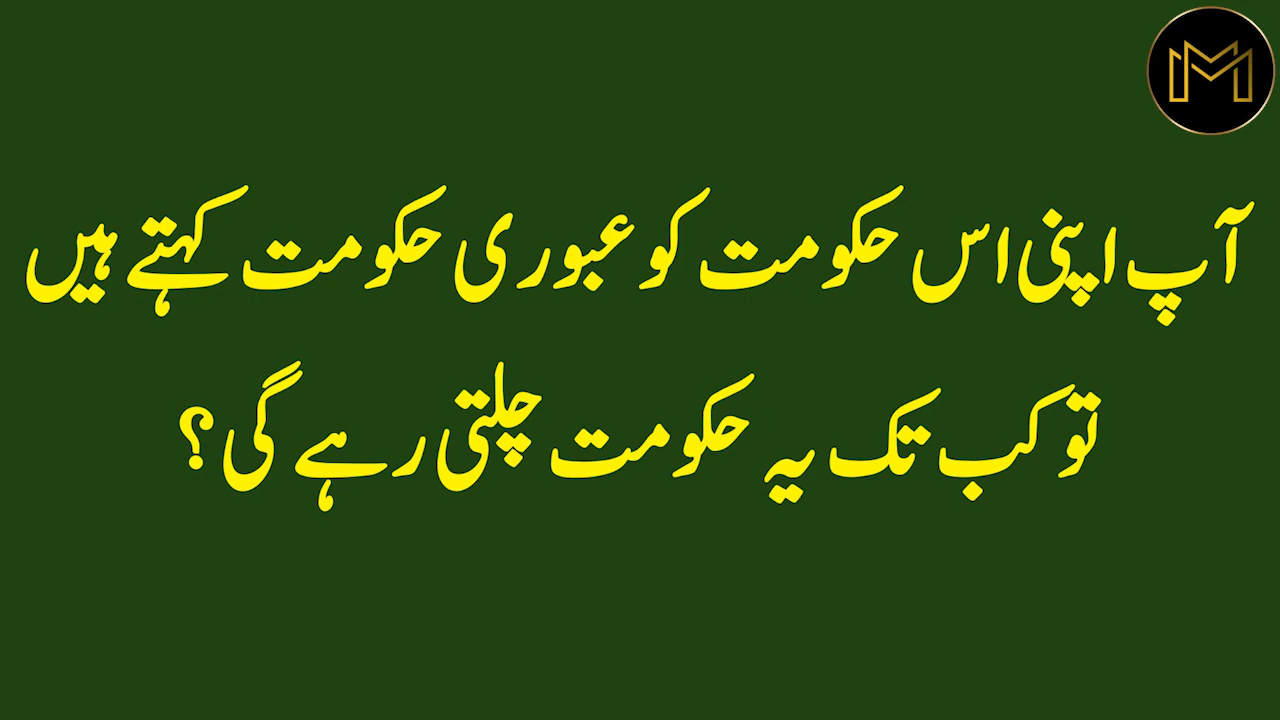 آپ اپنی اس حکومت کو عبوری حکومت کہتے ہیں
تو کب تک یہ حکومت چلتی رہے گی؟